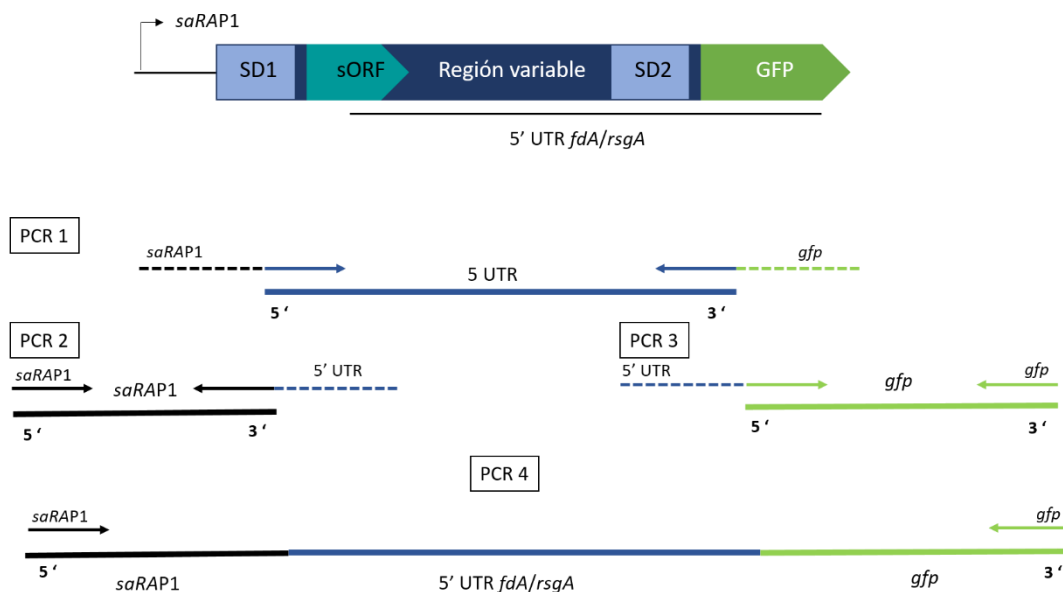 saRAP1
SD1 sORF Región variable SD2 GFP
5’ UTR fdA/rsgA
PCR 1
saRAP1 gfp
5 UTR
5 ‘ 3 ‘
PCR 2 PCR 3
saRAP1 saRAP1 5’ UTR 5’ UTR gfp gfp
5 ‘ 3 ‘ 5 ‘ 3 ‘
PCR 4
saRAP1 gfp
5 ‘ 3 ‘
saRAP1 5’ UTR fdA/rsgA gfp